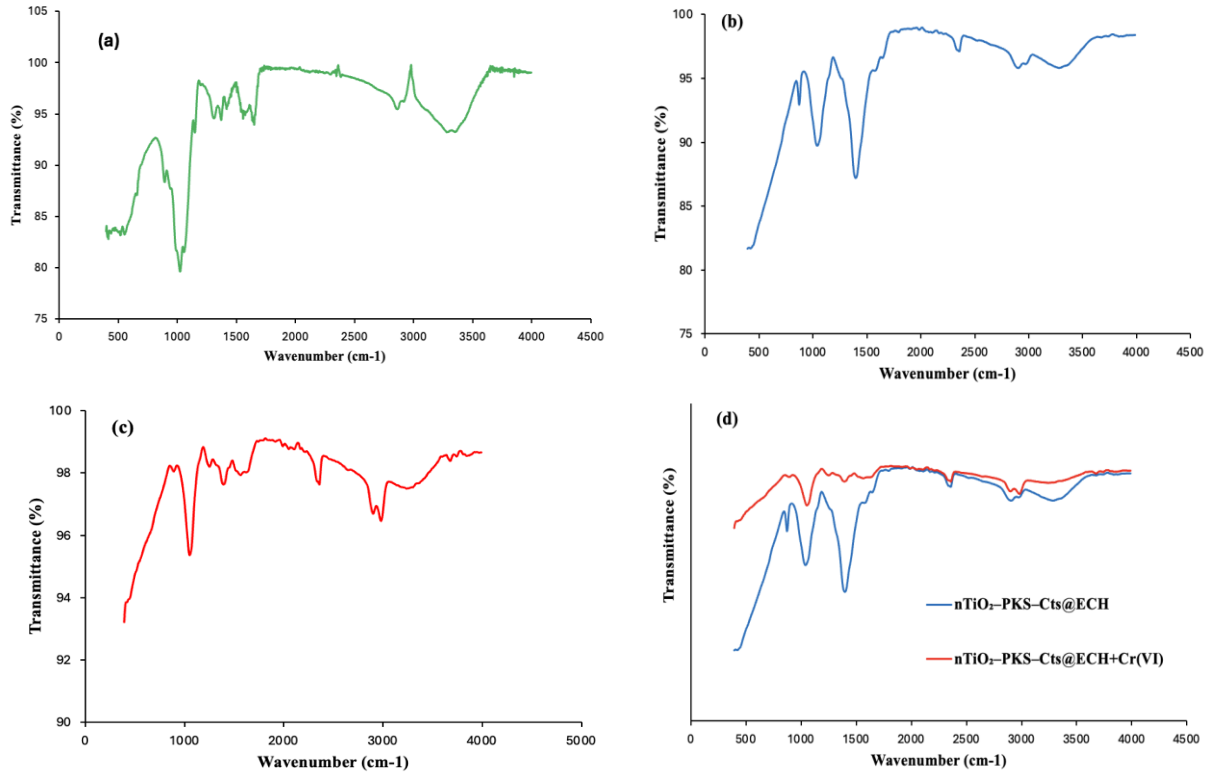 (a)
Transmittance (%)
105
100
95
90
85
80
75
0 500 1000 1500 2000 2500 3000 3500 4000 4500
Wavenumber (cm-1)
(b)
Transmittance (%)
100
95
90
85
80
75
0 500 1000 1500 2000 2500 3000 3500 4000 4500
Wavenumber (cm-1)
(c)
Transmittance (%)
100
98
96
94
92
90
0 1000 2000 3000 4000 5000
Wavenumber (cm-1)
(d)
Transmittance (%)
nTiO₂–PKS–Cts@ECH
nTiO₂–PKS–Cts@ECH+Cr(VI)
0 500 1000 1500 2000 2500 3000 3500 4000 4500
Wavenumber (cm-1)